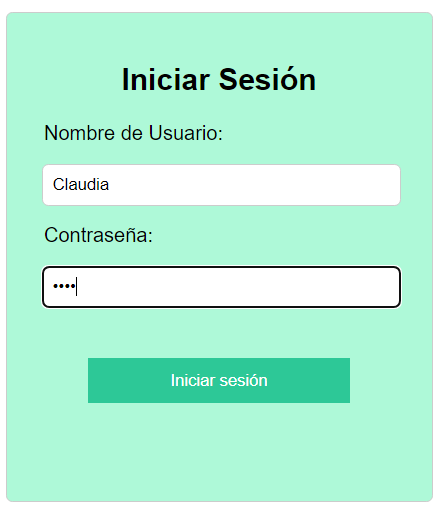 Iniciar Sesión
Nombre de Usuario:
Claudia
Contraseña:
••••
Iniciar sesión